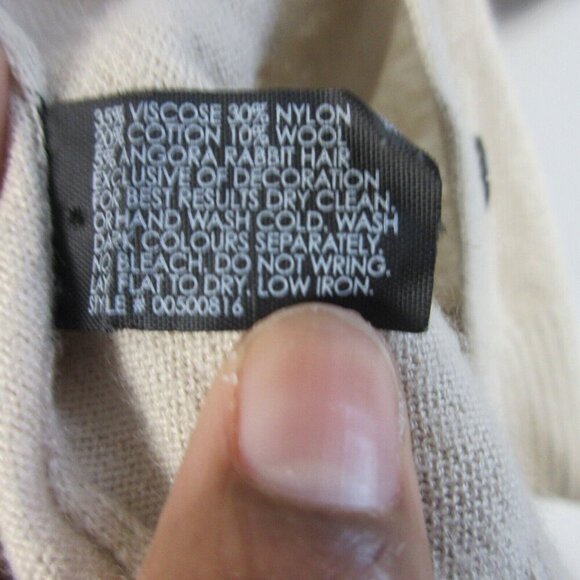 35% VISCOSE 30% NYLON
20% COTTON 10% WOOL
5% ANGORA RABBIT HAIR
EXCLUSIVE OF DECORATION
FOR BEST RESULTS DRY CLEAN,
OR HAND WASH COLD. WASH
DARK COLOURS SEPARATELY,
NO BLEACH. DO NOT WRING.
LAY FLAT TO DRY. LOW IRON.
STYLE # 00500816